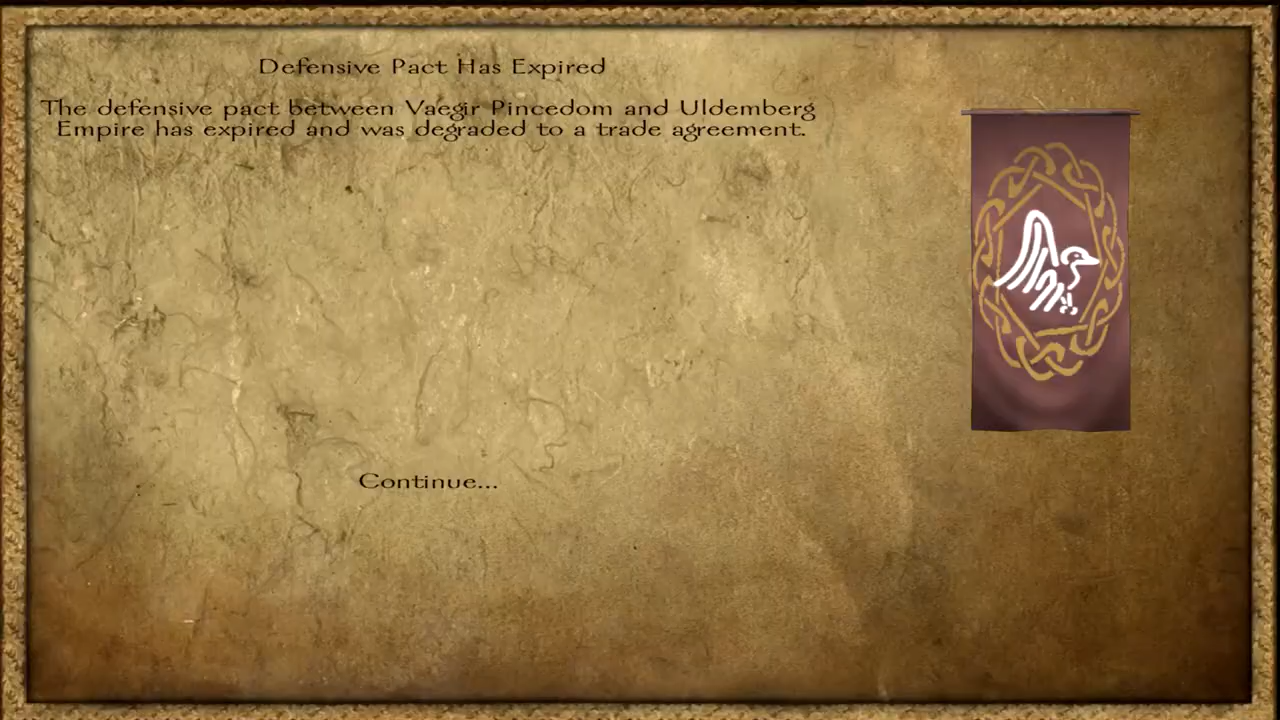 Defensive Pact Has Expired
The defensive pact between Vaegir Pincedom and Uldemberg
Empire has expired and was degraded to a trade agreement.
Continue...